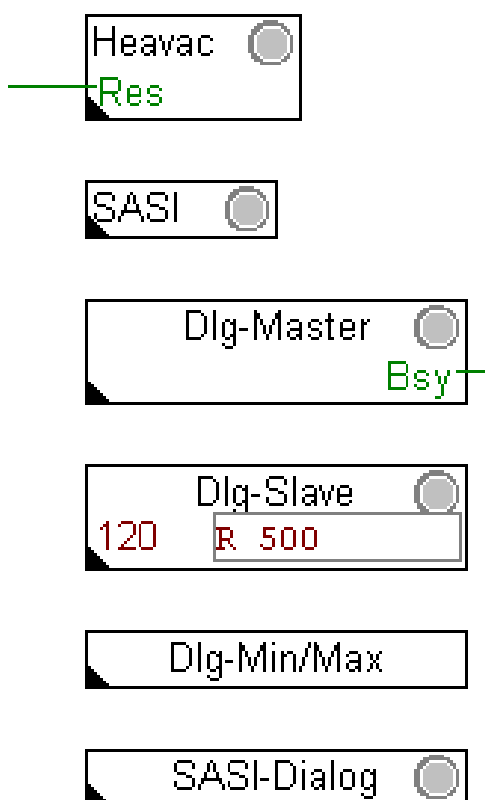 Heavac
Res
SASI
Dlg-Master
Bsy
Dlg-Slave
120 R 500
Dlg-Min/Max
SASI-Dialog